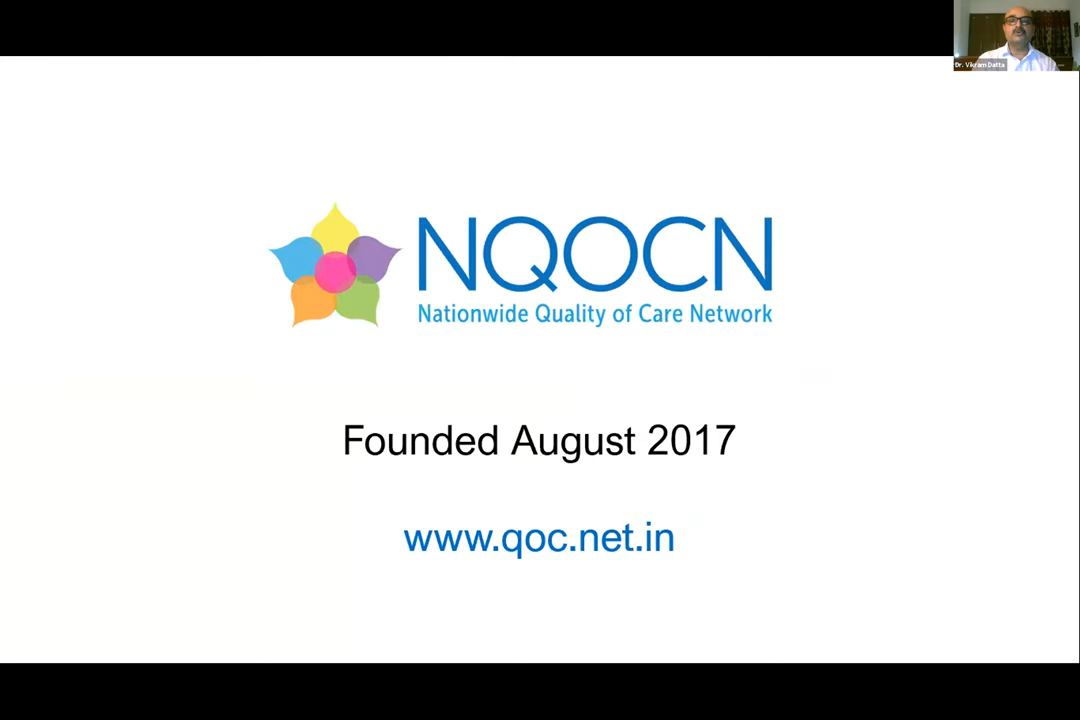 Dr. Vikram Datta
NQOCN
Nationwide Quality of Care Network
Founded August 2017
www.qoc.net.in